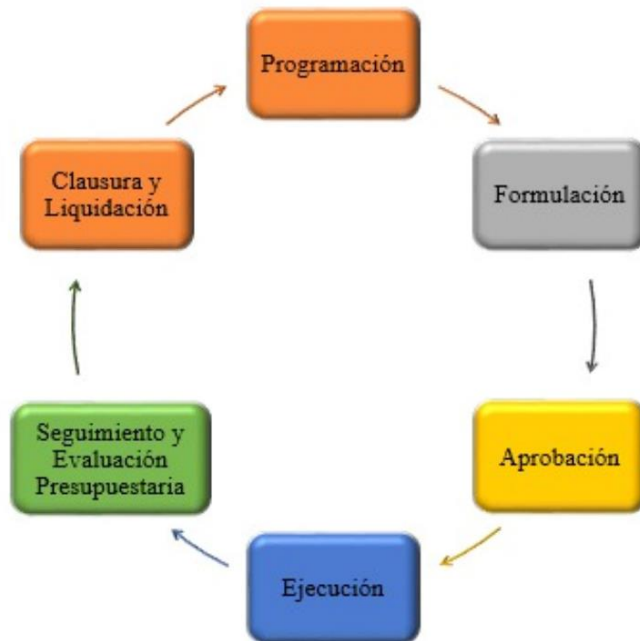 Programación
Formulación
Aprobación
Ejecución
Seguimiento y
Evaluación
Presupuestaria
Clausura y
Liquidación